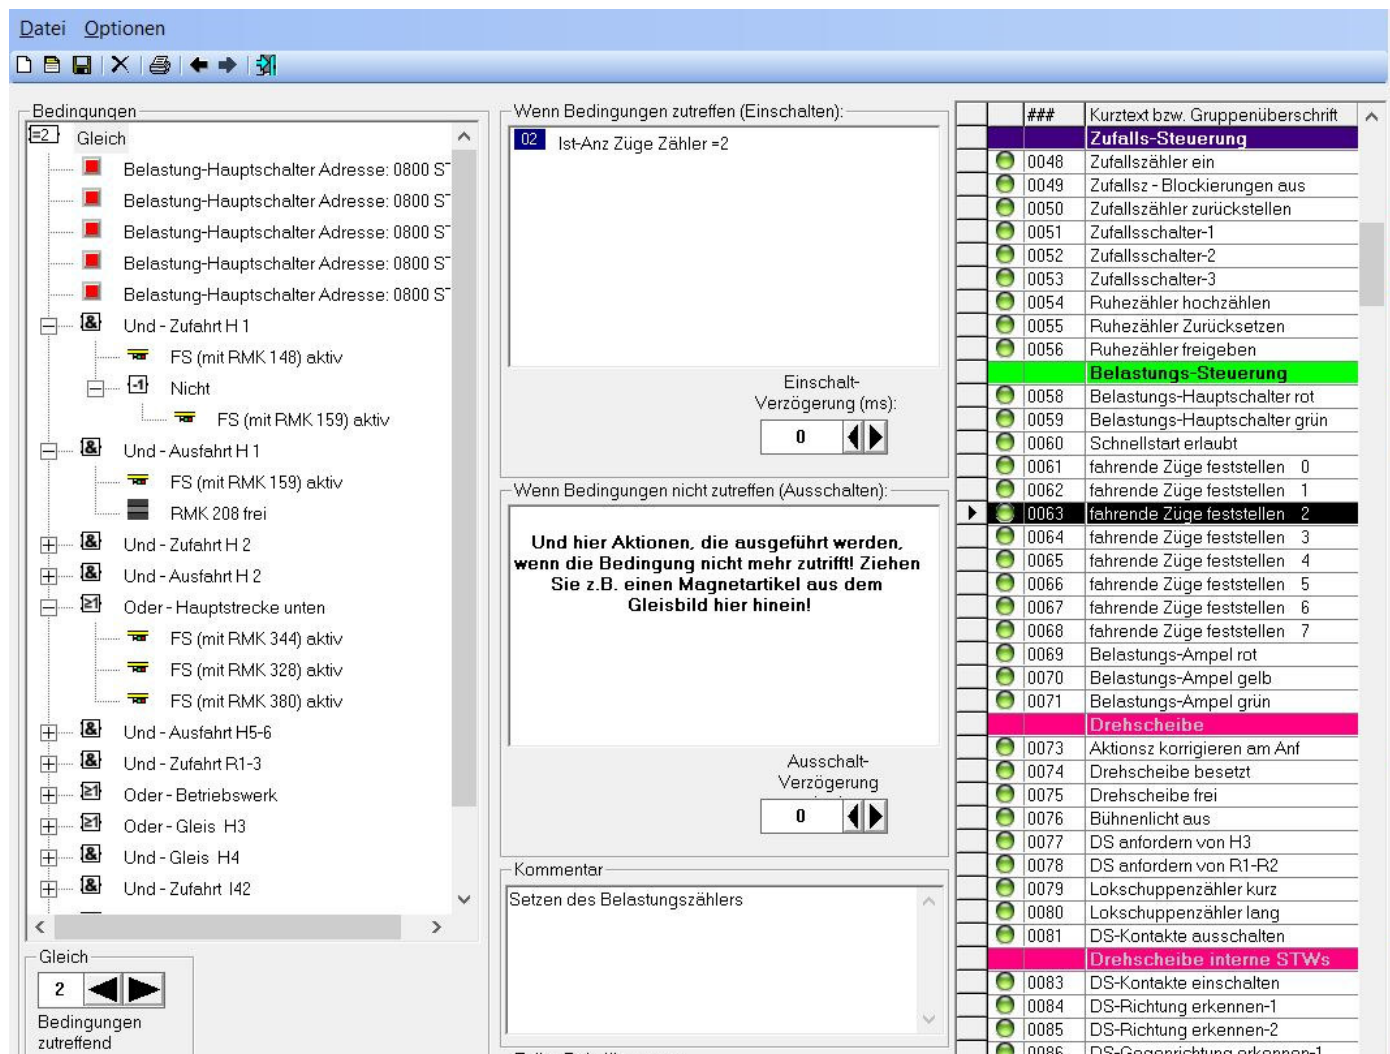 Datei Optionen
Bedingungen
=2 Gleich
Belastung-Hauptschalter Adresse: 0800 S
Belastung-Hauptschalter Adresse: 0800 S
Belastung-Hauptschalter Adresse: 0800 S
Belastung-Hauptschalter Adresse: 0800 S
Belastung-Hauptschalter Adresse: 0800 S
& Und - Zufahrt H 1
FS (mit RMK 148) aktiv
-1 Nicht
FS (mit RMK 159) aktiv
& Und - Ausfahrt H 1
FS (mit RMK 159) aktiv
RMK 208 frei
& Und - Zufahrt H 2
& Und - Ausfahrt H 2
≥1 Oder - Hauptstrecke unten
FS (mit RMK 344) aktiv
FS (mit RMK 328) aktiv
FS (mit RMK 380) aktiv
& Und - Ausfahrt H5-6
& Und - Zufahrt R1-3
≥1 Oder - Betriebswerk
≥1 Oder - Gleis H3
& Und - Gleis H4
& Und - Zufahrt I42
Gleich
2
Bedingungen
zutreffend
Wenn Bedingungen zutreffen (Einschalten):
02 Ist-Anz Züge Zähler =2
Einschalt-
Verzögerung (ms):
0
Wenn Bedingungen nicht zutreffen (Ausschalten):
Und hier Aktionen, die ausgeführt werden,
wenn die Bedingung nicht mehr zutrifft! Ziehen
Sie z.B. einen Magnetartikel aus dem
Gleisbild hier hinein!
Ausschalt-
Verzögerung
0
Kommentar
Setzen des Belastungszählers
### Kurztext bzw. Gruppenüberschrift
Zufalls-Steuerung
0048 Zufallszähler ein
0049 Zufallsz - Blockierungen aus
0050 Zufallszähler zurückstellen
0051 Zufallsschalter-1
0052 Zufallsschalter-2
0053 Zufallsschalter-3
0054 Ruhezähler hochzählen
0055 Ruhezähler Zurücksetzen
0056 Ruhezähler freigeben
Belastungs-Steuerung
0058 Belastungs-Hauptschalter rot
0059 Belastungs-Hauptschalter grün
0060 Schnellstart erlaubt
0061 fahrende Züge feststellen 0
0062 fahrende Züge feststellen 1
0063 fahrende Züge feststellen 2
0064 fahrende Züge feststellen 3
0065 fahrende Züge feststellen 4
0066 fahrende Züge feststellen 5
0067 fahrende Züge feststellen 6
0068 fahrende Züge feststellen 7
0069 Belastungs-Ampel rot
0070 Belastungs-Ampel gelb
0071 Belastungs-Ampel grün
Drehscheibe
0073 Aktionsz korrigieren am Anf
0074 Drehscheibe besetzt
0075 Drehscheibe frei
0076 Bühnenlicht aus
0077 DS anfordern von H3
0078 DS anfordern von R1-R2
0079 Lokschuppenzähler kurz
0080 Lokschuppenzähler lang
0081 DS-Kontakte ausschalten
Drehscheibe interne STWs
0083 DS-Kontakte einschalten
0084 DS-Richtung erkennen-1
0085 DS-Richtung erkennen-2
0086 DS-Gegenrichtung erkennen-1